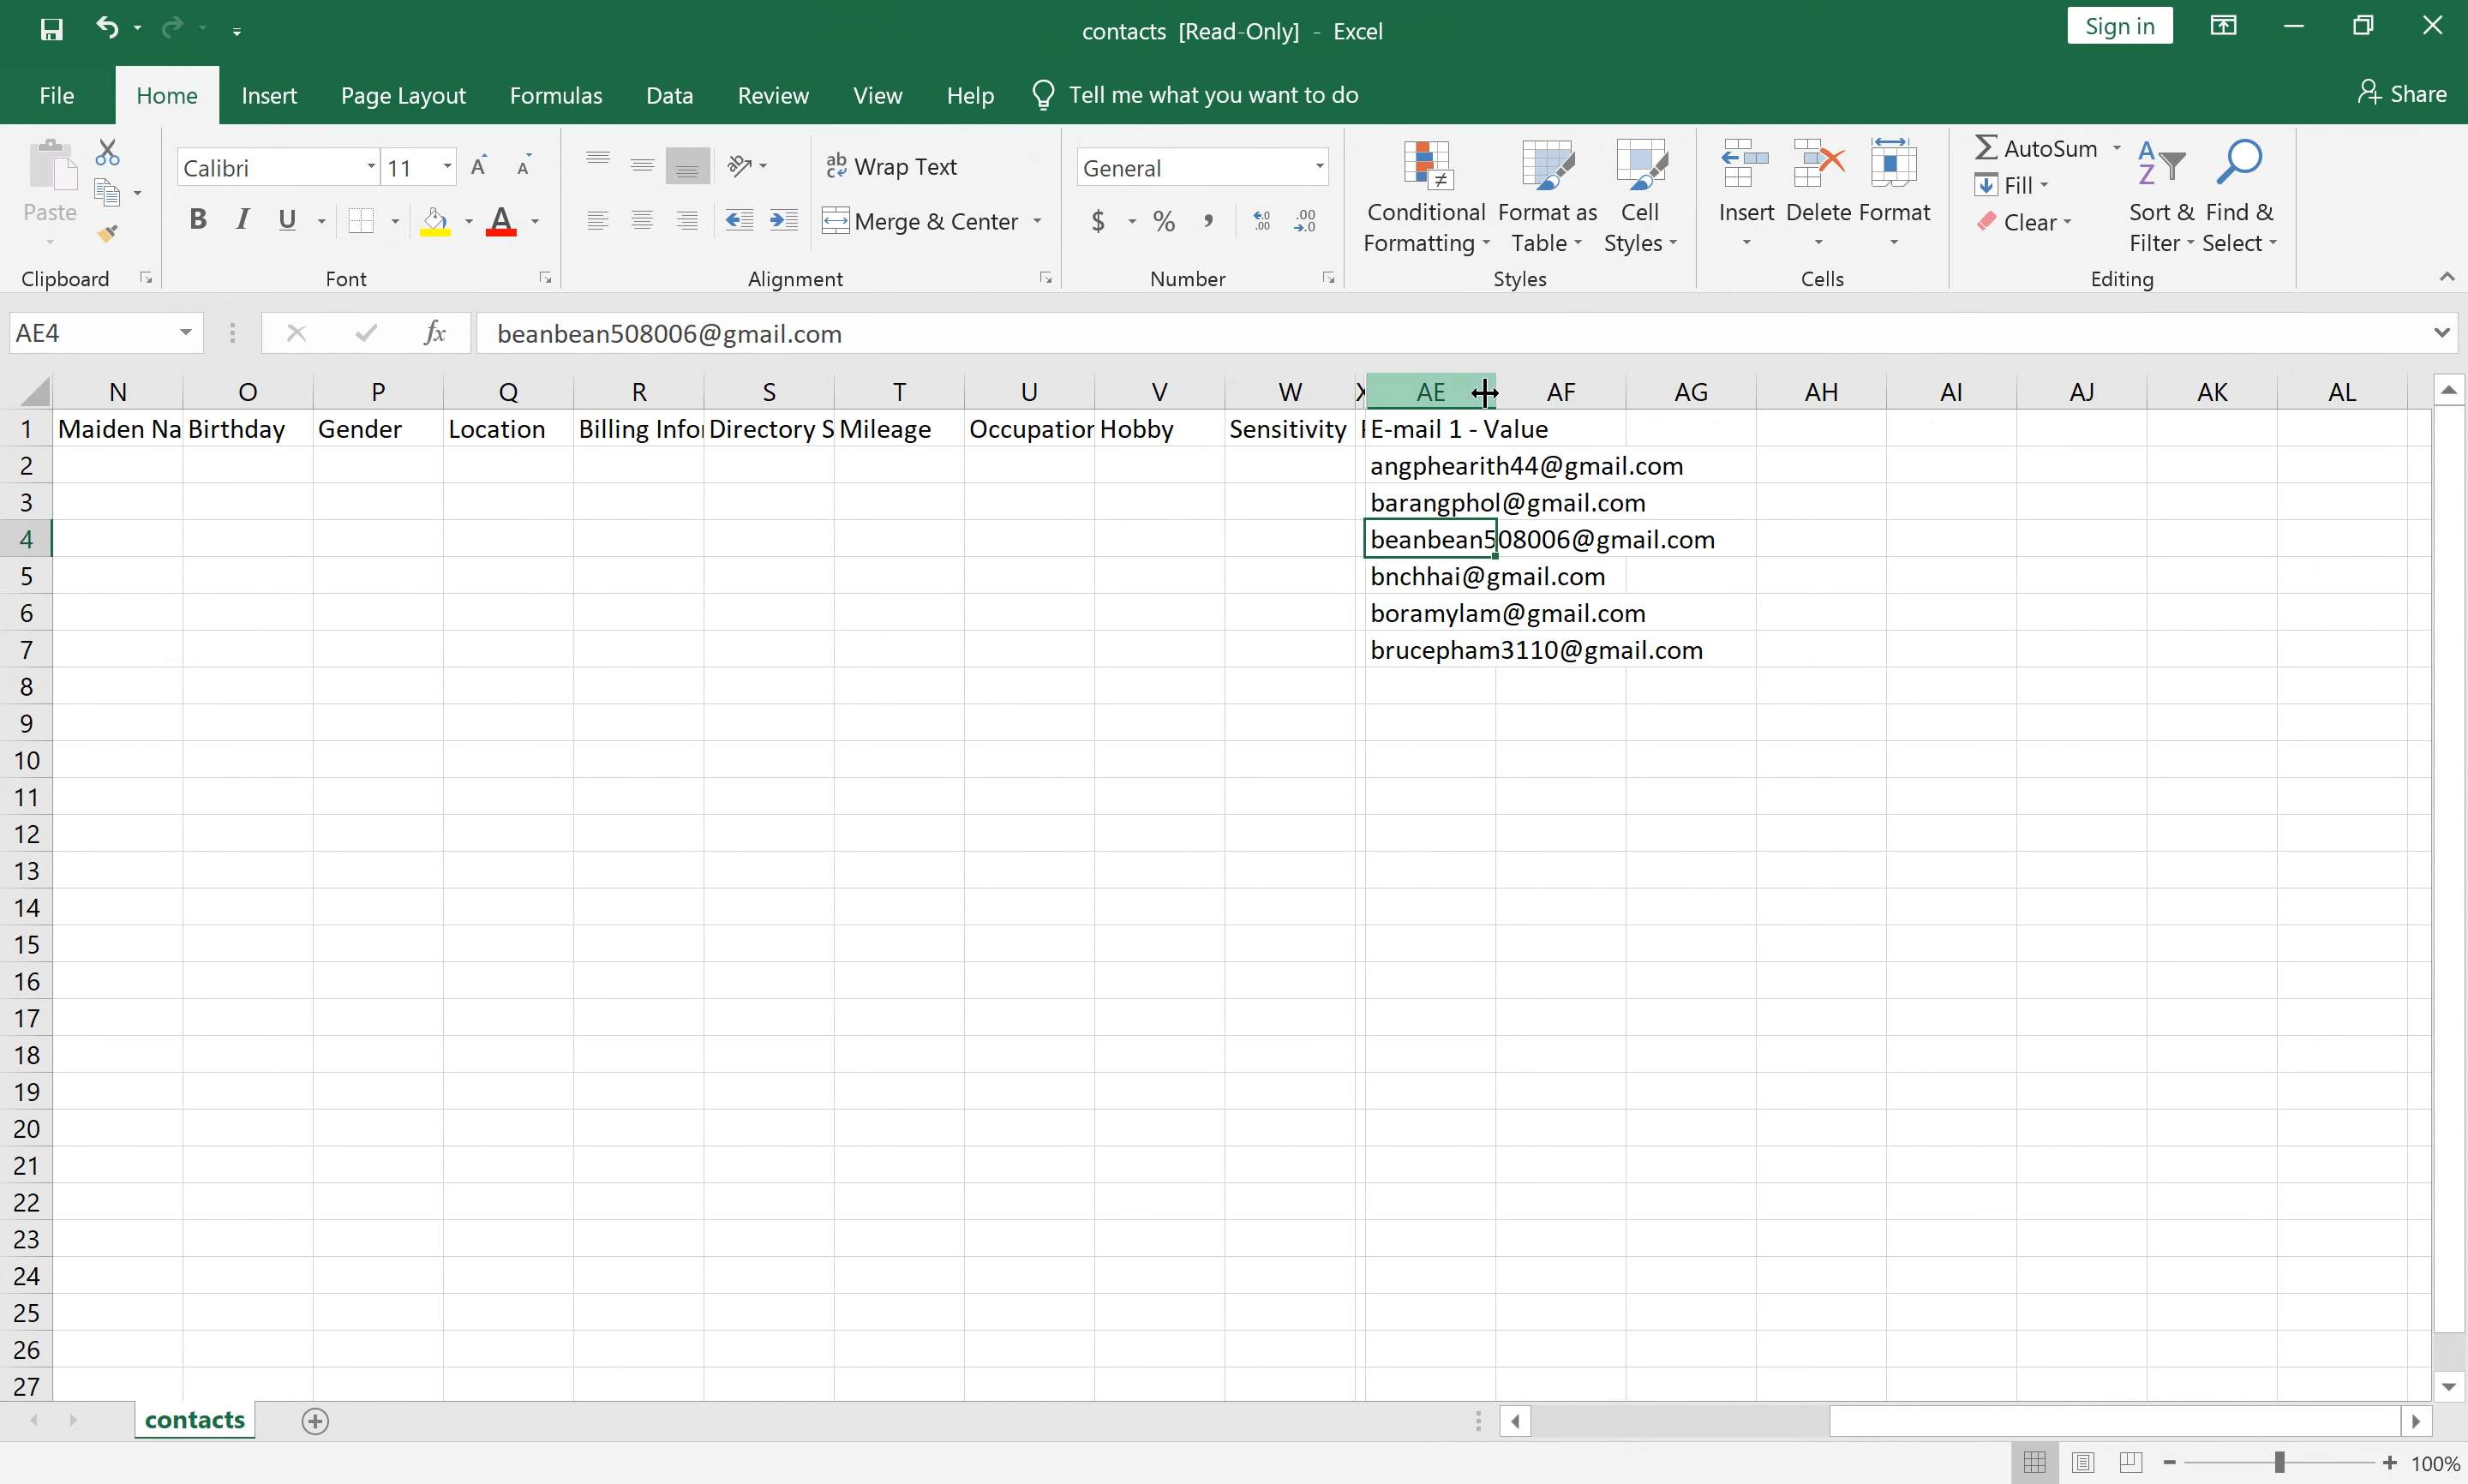 contacts [Read-Only] - Excel
Sign in
File Home Insert Page Layout Formulas Data Review View Help Tell me what you want to do Share
Paste
Calibri 11
Wrap Text
General
Merge & Center
B I U A
$ % ,
Conditional Formatting
Format as Table
Cell Styles
Insert Delete Format
AutoSum
Fill
Clear
Sort & Filter
Find & Select
Clipboard Font Alignment Number Styles Cells Editing
AE4 fx beanbean508006@gmail.com
N O P Q R S T U V W X AE AF AG AH AI AJ AK AL
1 Maiden Na Birthday Gender Location Billing Infor Directory S Mileage Occupation Hobby Sensitivity E-mail 1 - Value
2 angphearith44@gmail.com
3 barangphol@gmail.com
4 beanbean508006@gmail.com
5 bnchhai@gmail.com
6 boramylam@gmail.com
7 brucepham3110@gmail.com
8
9
10
11
12
13
14
15
16
17
18
19
20
21
22
23
24
25
26
27
contacts
100%